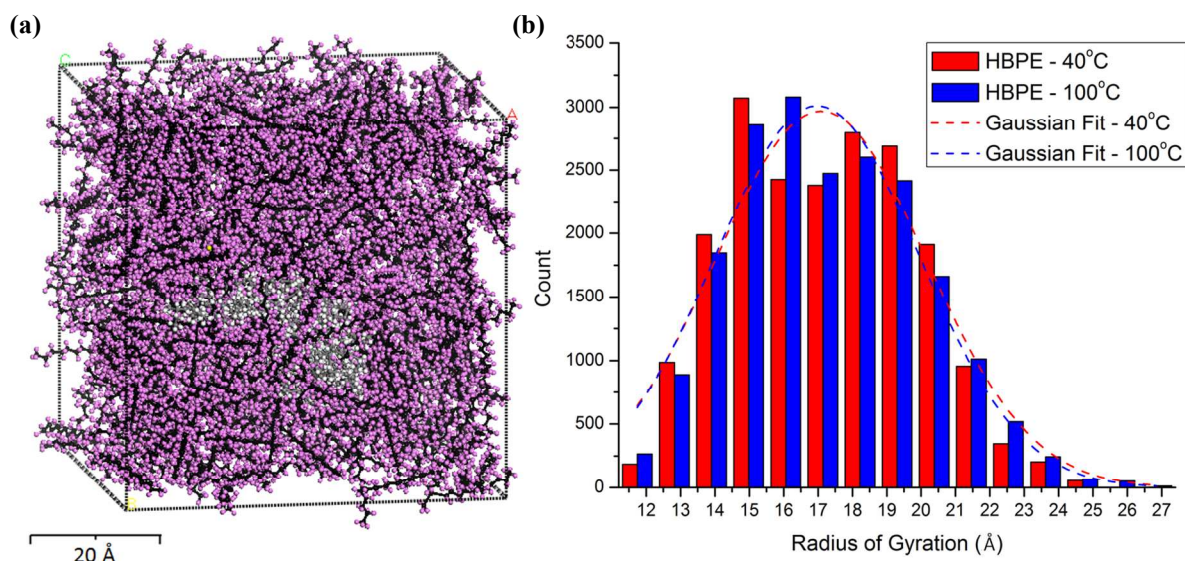 (a)
C
A
B
20 Å
(b)
3500
3000
2500
2000
1500
1000
500
0
Count
HBPE - 40°C
HBPE - 100°C
Gaussian Fit - 40°C
Gaussian Fit - 100°C
12 13 14 15 16 17 18 19 20 21 22 23 24 25 26 27
Radius of Gyration (Å)